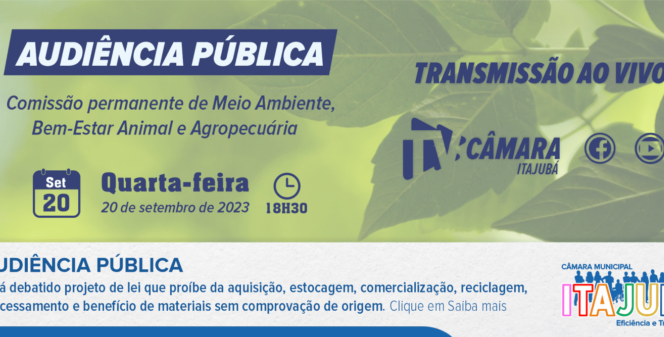 AUDIÊNCIA PÚBLICA
Comissão permanente de Meio Ambiente,
Bem-Estar Animal e Agropecuária
Set
20
Quarta-feira
20 de setembro de 2023
18H30
TRANSMISSÃO AO VIVO
TV CÂMARA
ITAJUBÁ
UDIÊNCIA PÚBLICA
á debatido projeto de lei que proíbe da aquisição, estocagem, comercialização, reciclagem,
cessamento e benefício de materiais sem comprovação de origem. Clique em Saiba mais
CÂMARA MUNICIPAL
ITAJU
Eficiência e T